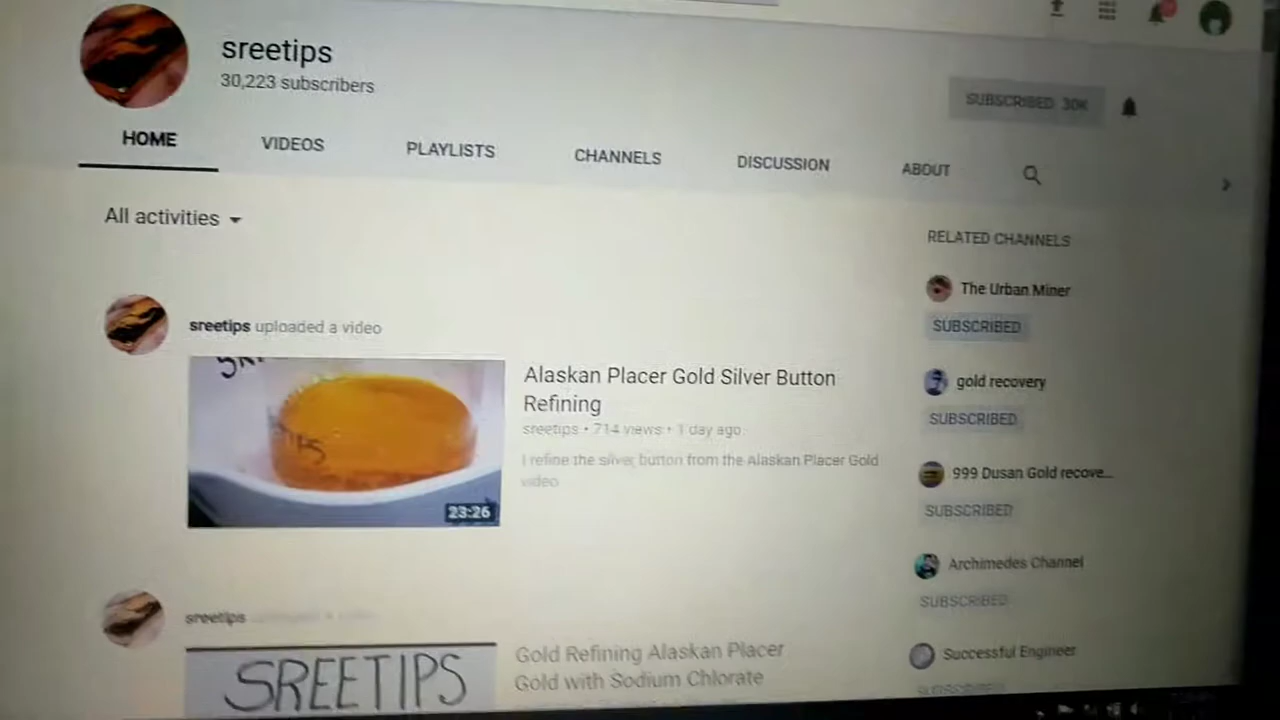 sreetips
30,223 subscribers
SUBSCRIBED 30K
HOME
VIDEOS
PLAYLISTS
CHANNELS
DISCUSSION
ABOUT
All activities
sreetips uploaded a video
23:26
Alaskan Placer Gold Silver Button
Refining
sreetips • 714 views • 1 day ago
I refine the silver button from the Alaskan Placer Gold
video
sreetips
SREETIPS
Gold Refining Alaskan Placer
Gold with Sodium Chlorate
RELATED CHANNELS
The Urban Miner
SUBSCRIBED
gold recovery
SUBSCRIBED
999 Dusan Gold recove...
SUBSCRIBED
Archimedes Channel
SUBSCRIBED
Successful Engineer
SUBSCRIBED